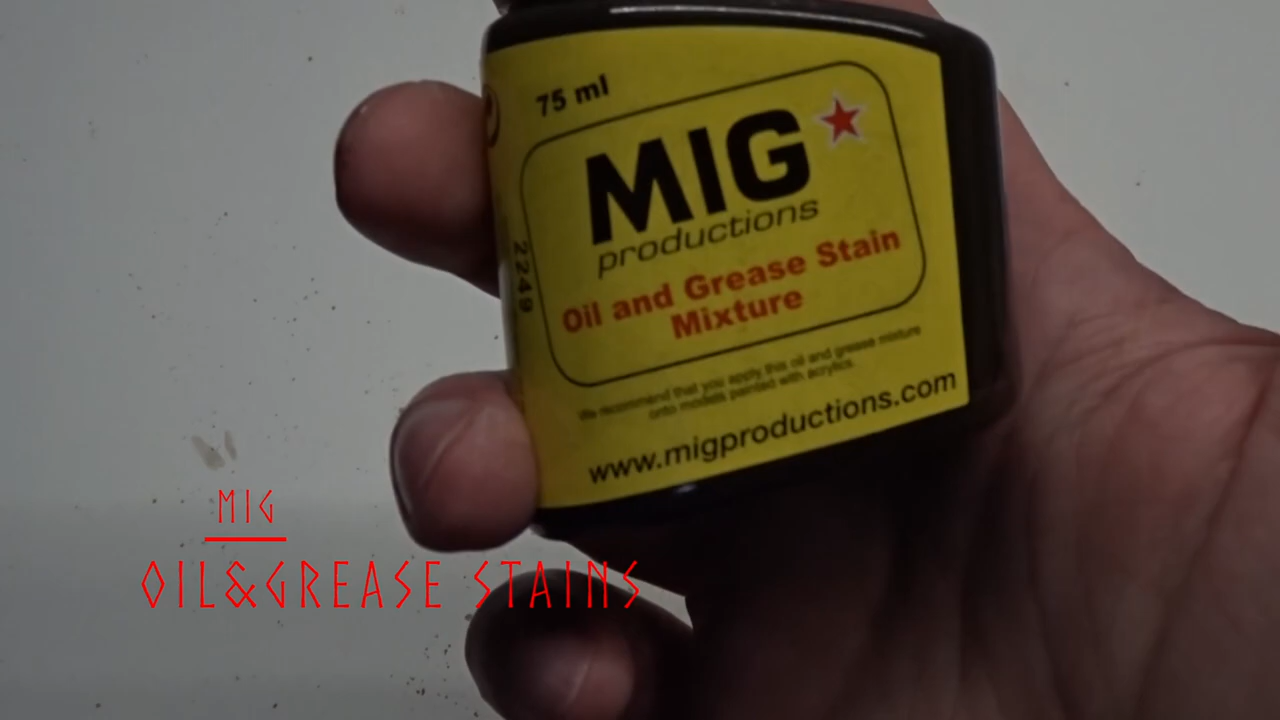 75 ml
MIG
productions
2249
Oil and Grease Stain
Mixture
We recommend that you apply this oil and grease mixture
onto models painted with acrylics.
www.migproductions.com
MIG
OIL&GREASE STAINS